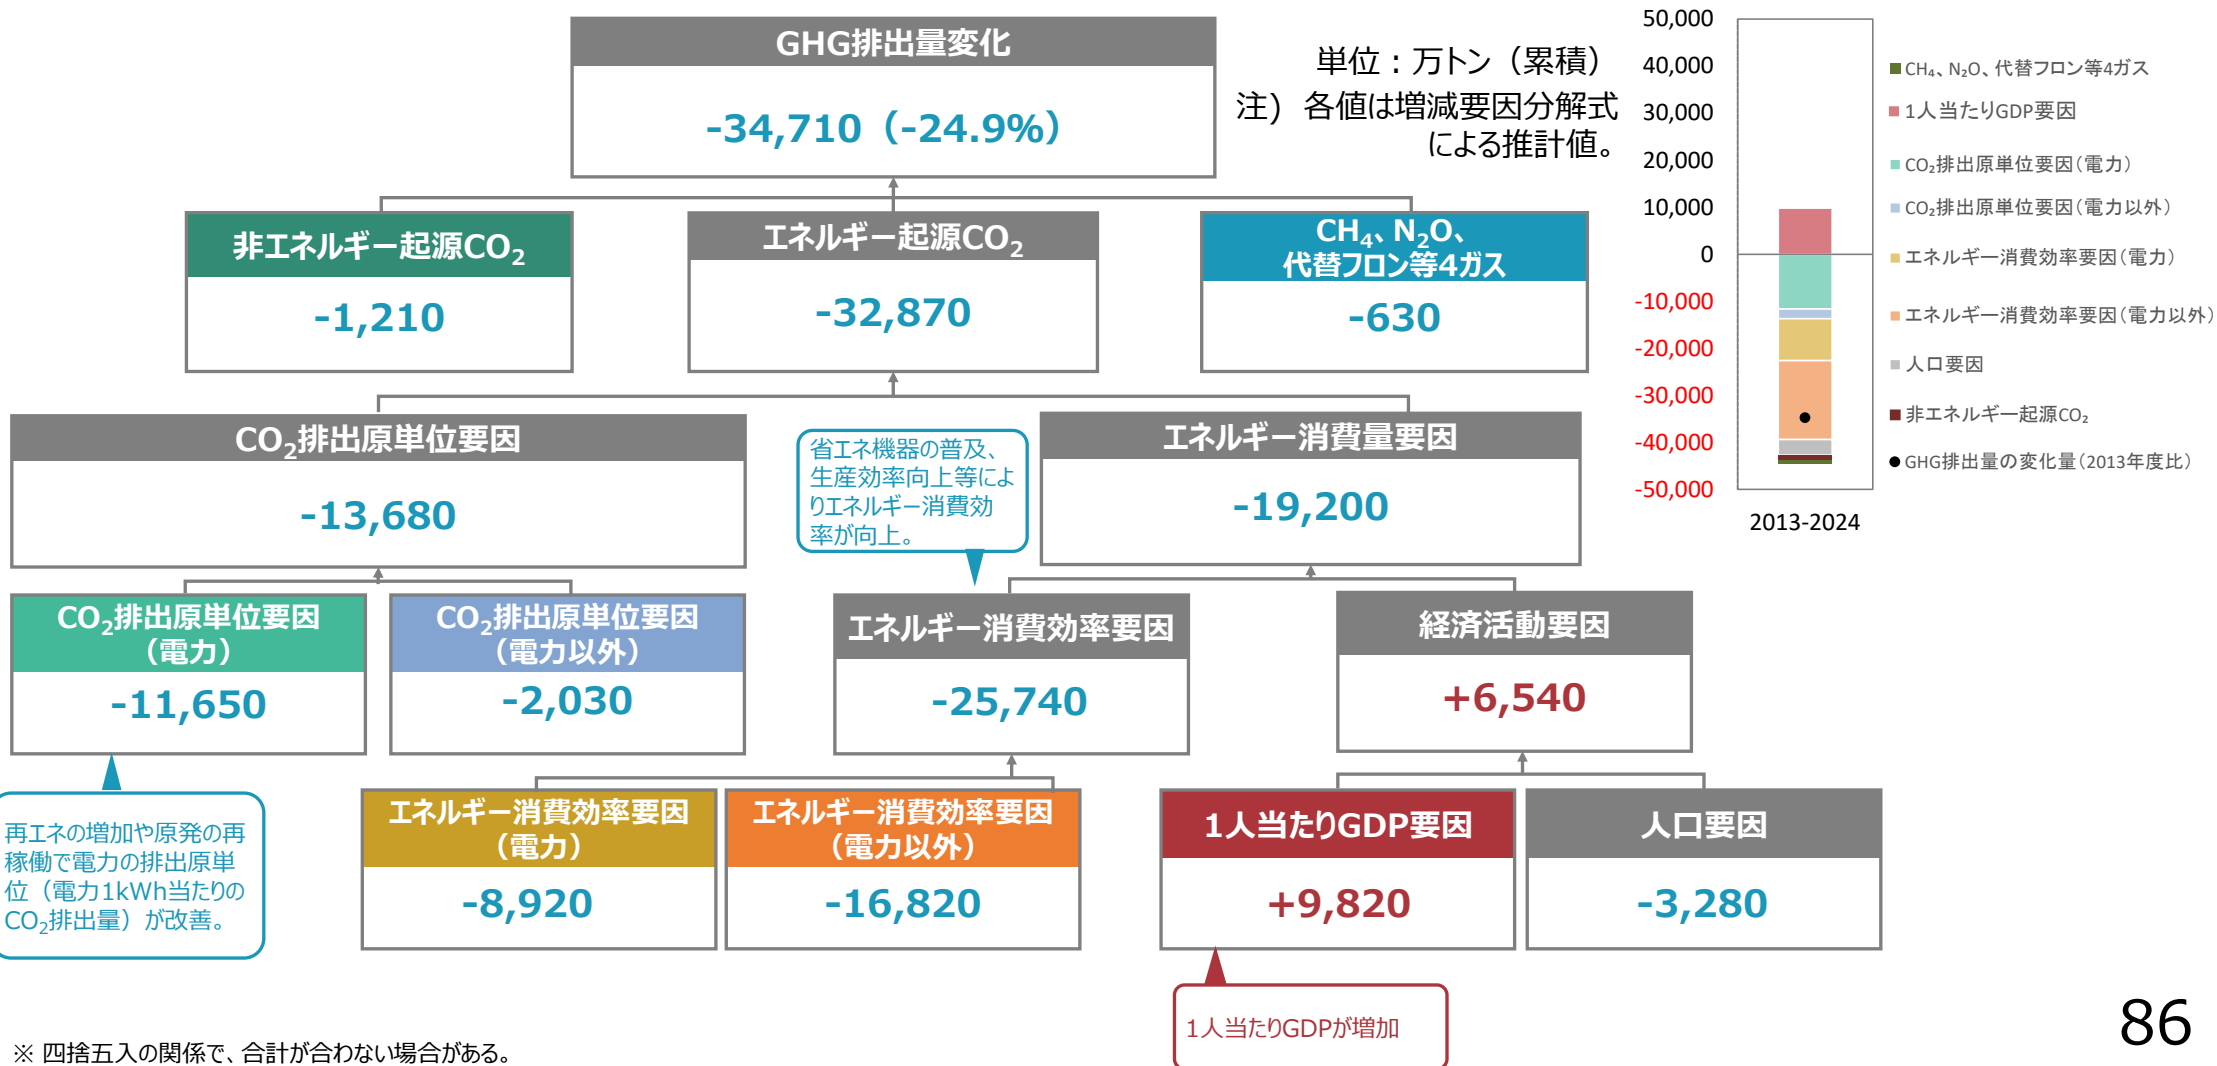 GHG排出量変化
-34,710（-24.9%）
単位：万トン（累積）
注) 各値は増減要因分解式
による推計値。
非エネルギー起源CO₂
-1,210
エネルギー起源CO₂
-32,870
CH₄、N₂O、
代替フロン等4ガス
-630
CO₂排出原単位要因
-13,680
省エネ機器の普及、
生産効率向上等によ
りエネルギー消費効
率が向上。
エネルギー消費量要因
-19,200
CO₂排出原単位要因
（電力）
-11,650
CO₂排出原単位要因
（電力以外）
-2,030
エネルギー消費効率要因
-25,740
経済活動要因
+6,540
再エネの増加や原発の再
稼働で電力の排出原単
位（電力1kWh当たりの
CO₂排出量）が改善。
エネルギー消費効率要因
（電力）
-8,920
エネルギー消費効率要因
（電力以外）
-16,820
1人当たりGDP要因
+9,820
人口要因
-3,280
1人当たりGDPが増加
50,000
40,000
30,000
20,000
10,000
0
-10,000
-20,000
-30,000
-40,000
-50,000
2013-2024
CH₄、N₂O、代替フロン等4ガス
1人当たりGDP要因
CO₂排出原単位要因（電力）
CO₂排出原単位要因（電力以外）
エネルギー消費効率要因（電力）
エネルギー消費効率要因（電力以外）
人口要因
非エネルギー起源CO₂
GHG排出量の変化量（2013年度比）
※ 四捨五入の関係で、合計が合わない場合がある。
86